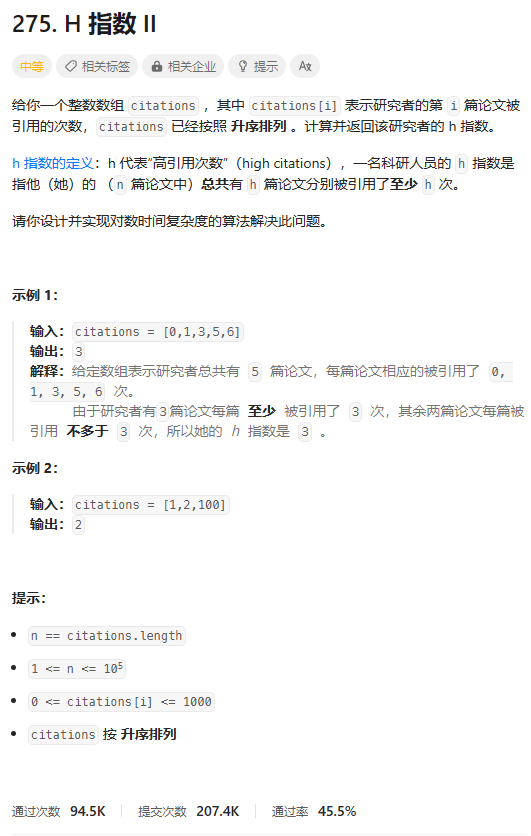 275. H 指数 II
中等 相关标签 相关企业 提示
给你一个整数数组 citations ，其中 citations[i] 表示研究者的第 i 篇论文被
引用的次数，citations 已经按照 升序排列 。计算并返回该研究者的 h 指数。
h 指数的定义：h 代表“高引用次数”（high citations），一名科研人员的 h 指数是
指他（她）的 （n 篇论文中）总共有 h 篇论文分别被引用了至少 h 次。
请你设计并实现对数时间复杂度的算法解决此问题。
示例 1：
输入：citations = [0,1,3,5,6]
输出：3
解释：给定数组表示研究者总共有 5 篇论文，每篇论文相应的被引用了 0,
1, 3, 5, 6 次。
由于研究者有3篇论文每篇 至少 被引用了 3 次，其余两篇论文每篇被
引用 不多于 3 次，所以她的 h 指数是 3 。
示例 2：
输入：citations = [1,2,100]
输出：2
提示：
n == citations.length
1 <= n <= 10⁵
0 <= citations[i] <= 1000
citations 按 升序排列
通过次数 94.5K 提交次数 207.4K 通过率 45.5%